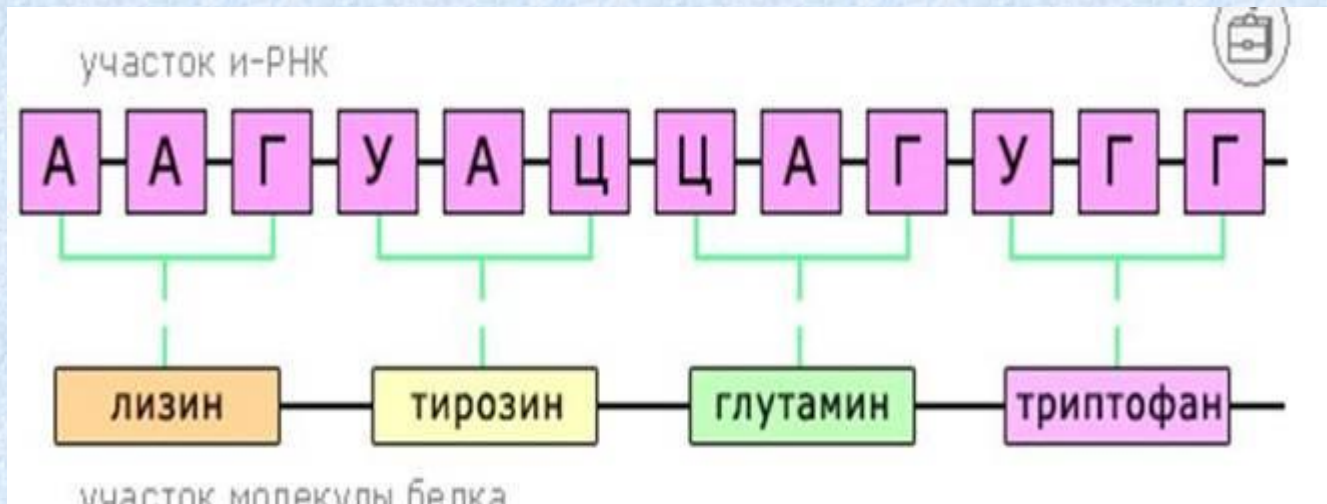 участок и-РНК
А А Г У А Ц Ц А Г У Г Г
лизин тирозин глутамин триптофан
участок молекулы белка